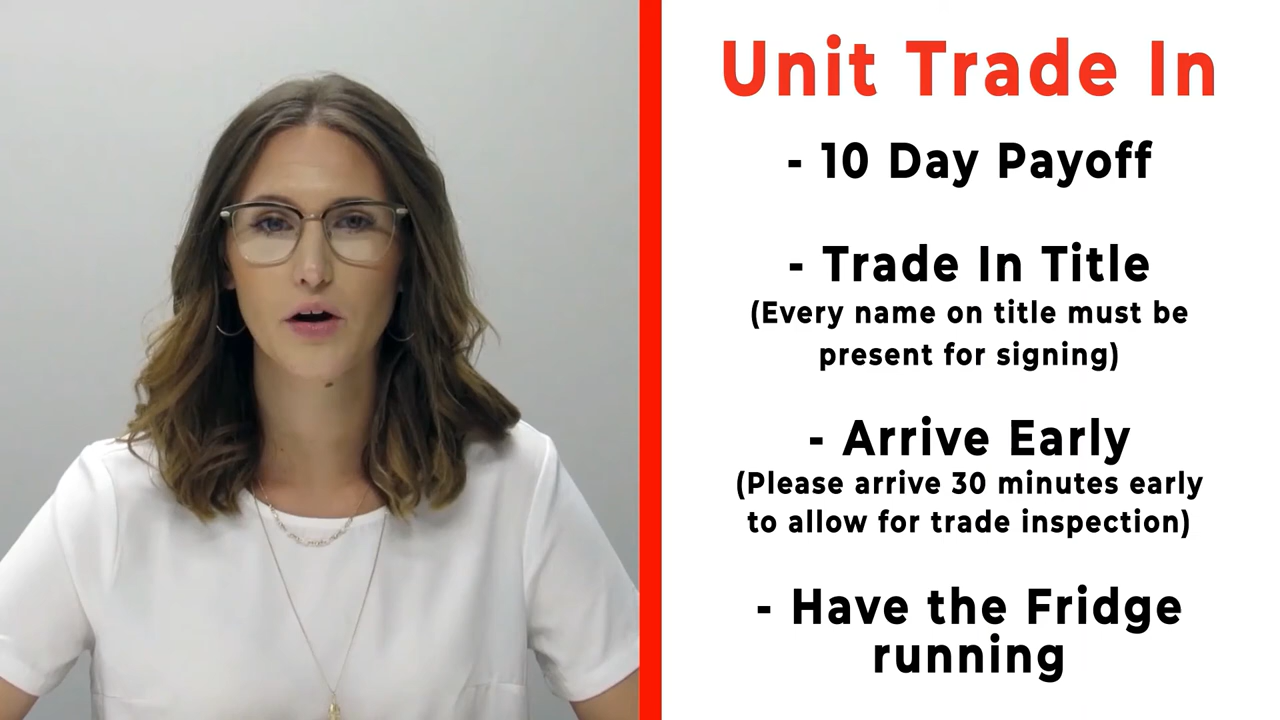 Unit Trade In
- 10 Day Payoff
- Trade In Title
(Every name on title must be
present for signing)
- Arrive Early
(Please arrive 30 minutes early
to allow for trade inspection)
- Have the Fridge
running